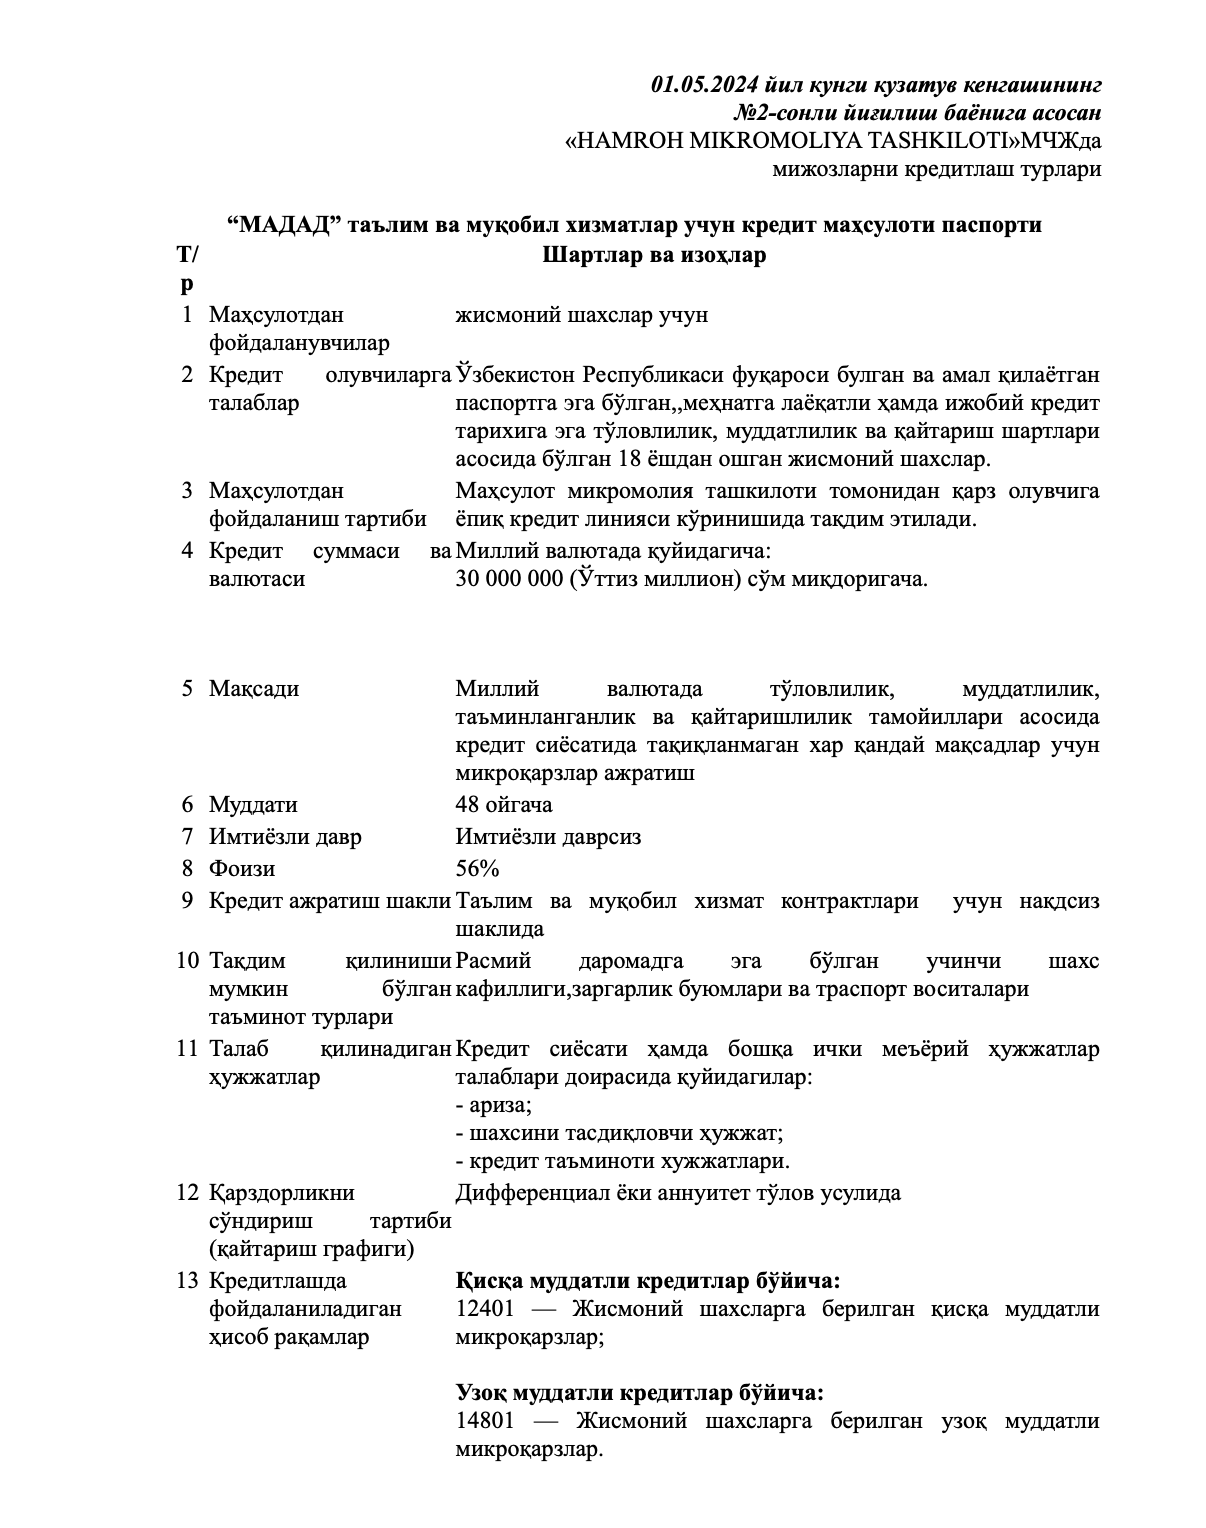 01.05.2024 йил кунги кузатув кенгашининг
№2-сонли йиғилиш баёнига асосан
«HAMROH MIKROMOLIYA TASHKILOTI»МЧЖда
мижозларни кредитлаш турлари
“МАДАД” таълим ва муқобил хизматлар учун кредит маҳсулоти паспорти
Т/ Шартлар ва изоҳлар
р
1 Маҳсулотдан жисмоний шахслар учун
фойдаланувчилар
2 Кредит олувчиларга Ўзбекистон Республикаси фуқароси булган ва амал қилаётган
талаблар паспортга эга бўлган,,меҳнатга лаёқатли ҳамда ижобий кредит
тарихига эга тўловлилик, муддатлилик ва қайтариш шартлари
асосида бўлган 18 ёшдан ошган жисмоний шахслар.
3 Маҳсулотдан Маҳсулот микромолия ташкилоти томонидан қарз олувчига
фойдаланиш тартиби ёпиқ кредит линияси кўринишида тақдим этилади.
4 Кредит суммаси ва Миллий валютада қуйидагича:
валютаси 30 000 000 (Ўттиз миллион) сўм миқдоригача.
5 Мақсади Миллий валютада тўловлилик, муддатлилик,
таъминланганлик ва қайтаришлилик тамойиллари асосида
кредит сиёсатида тақиқланмаган хар қандай мақсадлар учун
микроқарзлар ажратиш
6 Муддати 48 ойгача
7 Имтиёзли давр Имтиёзли даврсиз
8 Фоизи 56%
9 Кредит ажратиш шакли Таълим ва муқобил хизмат контрактлари учун нақдсиз
шаклида
10 Тақдим қилиниши Расмий даромадга эга бўлган учинчи шахс
мумкин бўлган кафиллиги,заргарлик буюмлари ва траспорт воситалари
таъминот турлари
11 Талаб қилинадиган Кредит сиёсати ҳамда бошқа ички меъёрий ҳужжатлар
ҳужжатлар талаблари доирасида қуйидагилар:
- ариза;
- шахсини тасдиқловчи ҳужжат;
- кредит таъминоти хужжатлари.
12 Қарздорликни Дифференциал ёки аннуитет тўлов усулида
сўндириш тартиби
(қайтариш графиги)
13 Кредитлашда Қисқа муддатли кредитлар бўйича:
фойдаланиладиган 12401 — Жисмоний шахсларга берилган қисқа муддатли
ҳисоб рақамлар микроқарзлар;
Узоқ муддатли кредитлар бўйича:
14801 — Жисмоний шахсларга берилган узоқ муддатли
микроқарзлар.